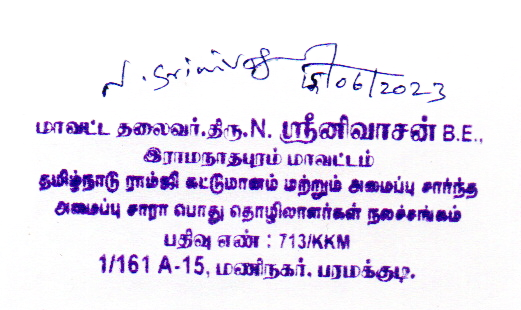 N. Srinivas 15/06/2023
மாவட்ட தலைவர்.திரு.N. ஸ்ரீனிவாசன் B.E.,
இராமநாதபுரம் மாவட்டம்
தமிழ்நாடு ராம்ஜி கட்டுமானம் மற்றும் அமைப்பு சார்ந்த
அமைப்பு சாரா பொது தொழிலாளர்கள் நலச்சங்கம்
பதிவு எண் : 713/KKM
1/161 A-15, மணிநகர். பரமக்குடி.